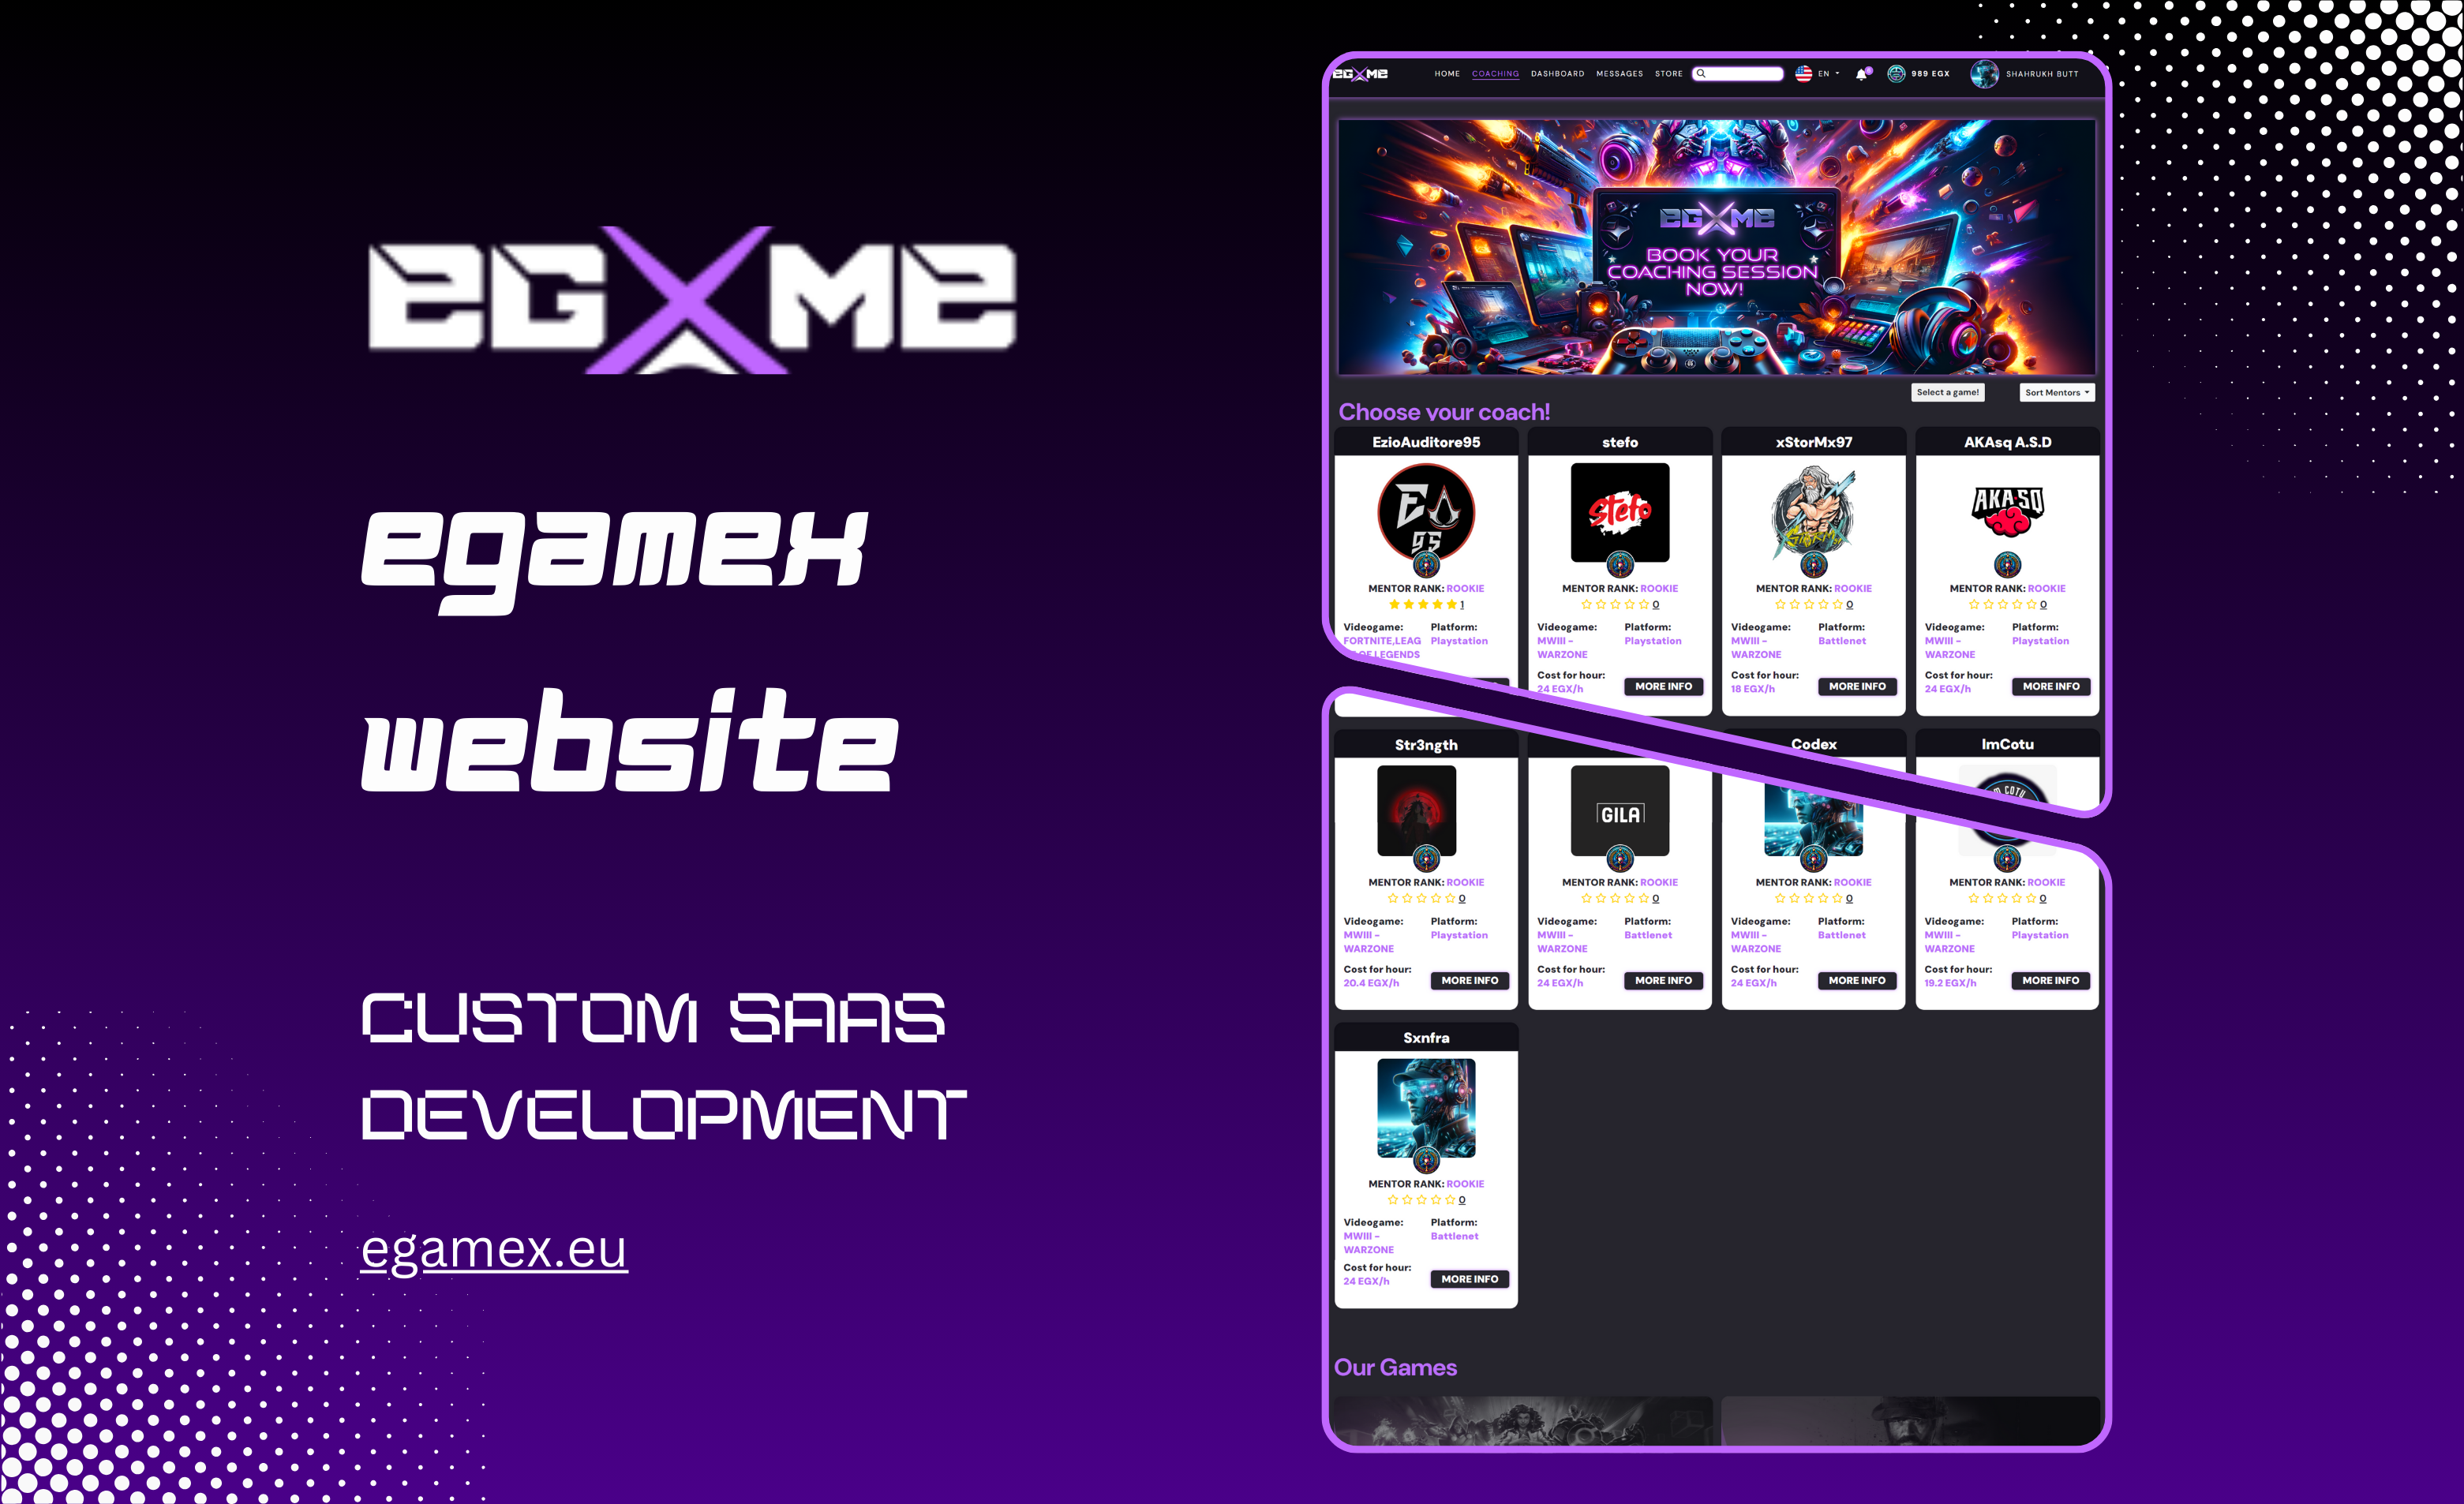 eGXMe
egamex
website
CUSTOM SAAS
DEVELOPMENT
egamex.eu
eGXMe HOME COACHING DASHBOARD MESSAGES STORE EN 989 EGX SHAHRUKH BUTT
eGXMe
BOOK YOUR
COACHING SESSION
NOW!
Select a game! Sort Mentors
Choose your coach!
EzioAuditore95 stefo xStorMx97 AKAsq A.S.D
E 95 Stefo AKA SQ
MENTOR RANK: ROOKIE MENTOR RANK: ROOKIE MENTOR RANK: ROOKIE MENTOR RANK: ROOKIE
1 0 0 0
Videogame: Platform: Videogame: Platform: Videogame: Platform: Videogame: Platform:
FORTNITE,LEAG Playstation MWIII - Playstation MWIII - Battlenet MWIII - Playstation
OF LEGENDS WARZONE WARZONE WARZONE
Cost for hour: Cost for hour: Cost for hour:
24 EGX/h MORE INFO 18 EGX/h MORE INFO 24 EGX/h MORE INFO
Str3ngth Codex ImCotu
GILA COTU
MENTOR RANK: ROOKIE MENTOR RANK: ROOKIE MENTOR RANK: ROOKIE MENTOR RANK: ROOKIE
0 0 0 0
Videogame: Platform: Videogame: Platform: Videogame: Platform: Videogame: Platform:
MWIII - Playstation MWIII - Battlenet MWIII - Battlenet MWIII - Playstation
WARZONE WARZONE WARZONE WARZONE
Cost for hour: Cost for hour: Cost for hour: Cost for hour:
20.4 EGX/h MORE INFO 24 EGX/h MORE INFO 24 EGX/h MORE INFO 19.2 EGX/h MORE INFO
Sxnfra
MENTOR RANK: ROOKIE
0
Videogame: Platform:
MWIII - Battlenet
WARZONE
Cost for hour:
24 EGX/h MORE INFO
Our Games